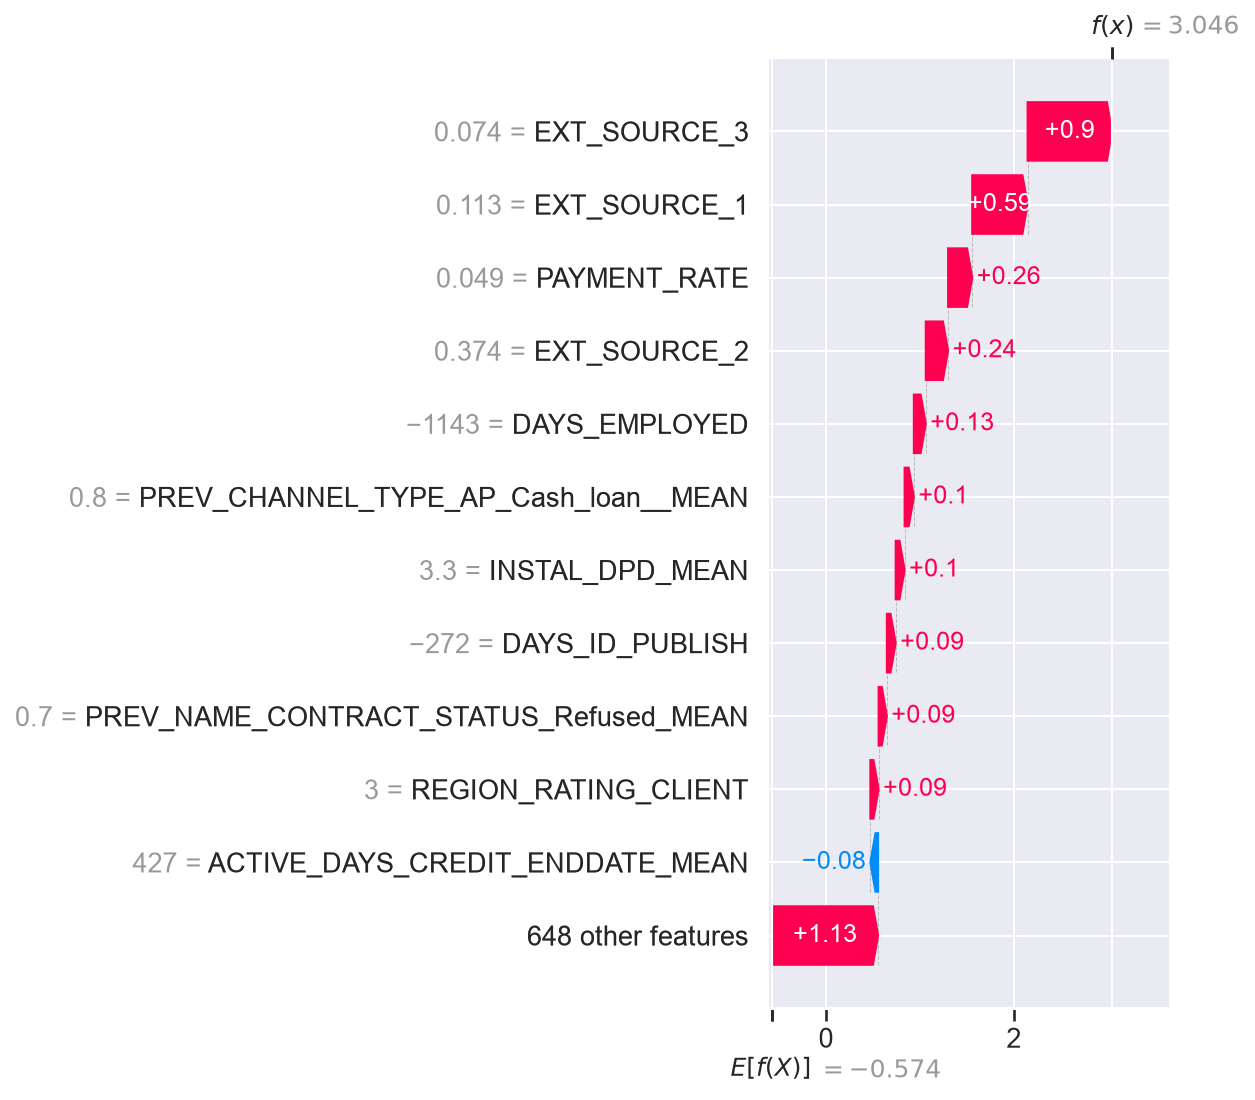 f(x) = 3.046
0.074 = EXT_SOURCE_3 +0.9
0.113 = EXT_SOURCE_1 +0.59
0.049 = PAYMENT_RATE +0.26
0.374 = EXT_SOURCE_2 +0.24
−1143 = DAYS_EMPLOYED +0.13
0.8 = PREV_CHANNEL_TYPE_AP_Cash_loan__MEAN +0.1
3.3 = INSTAL_DPD_MEAN +0.1
−272 = DAYS_ID_PUBLISH +0.09
0.7 = PREV_NAME_CONTRACT_STATUS_Refused_MEAN +0.09
3 = REGION_RATING_CLIENT +0.09
427 = ACTIVE_DAYS_CREDIT_ENDDATE_MEAN −0.08
648 other features +1.13
0 2
E[f(X)] = −0.574